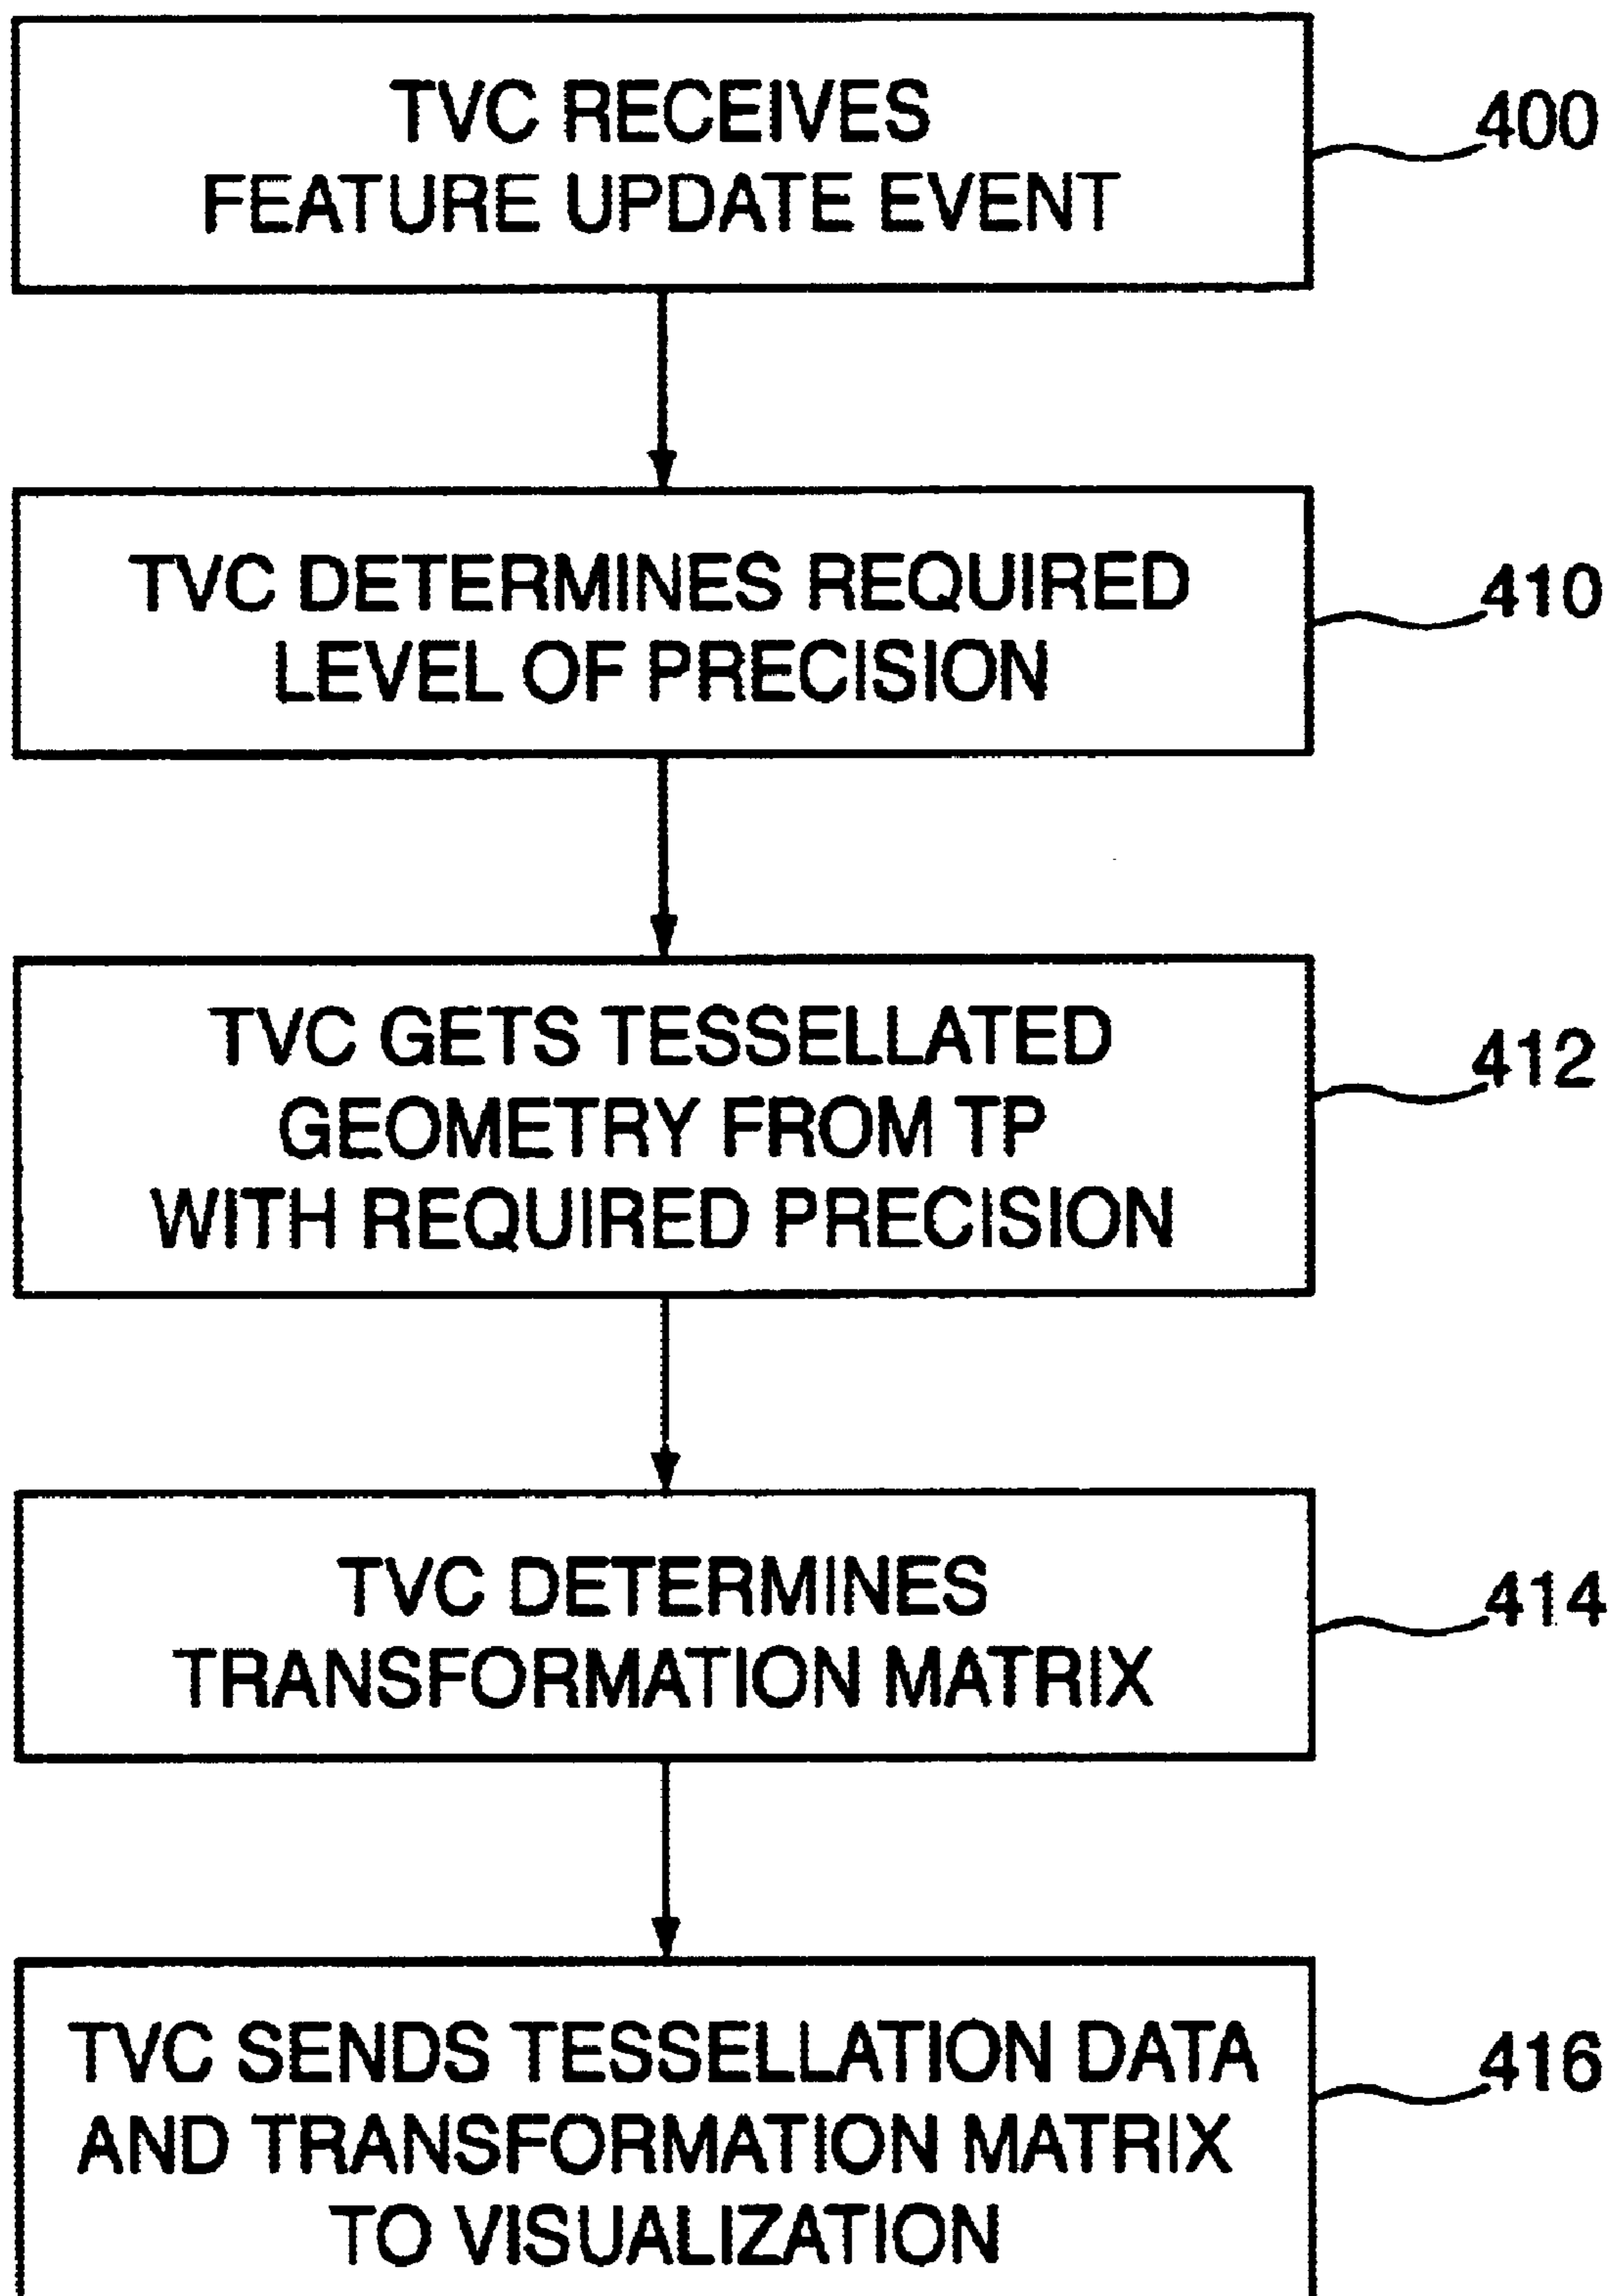 TVC RECEIVES
FEATURE UPDATE EVENT
400
TVC DETERMINES REQUIRED
LEVEL OF PRECISION
410
TVC GETS TESSELLATED
GEOMETRY FROM TP
WITH REQUIRED PRECISION
412
TVC DETERMINES
TRANSFORMATION MATRIX
414
TVC SENDS TESSELLATION DATA
AND TRANSFORMATION MATRIX
TO VISUALIZATION
416